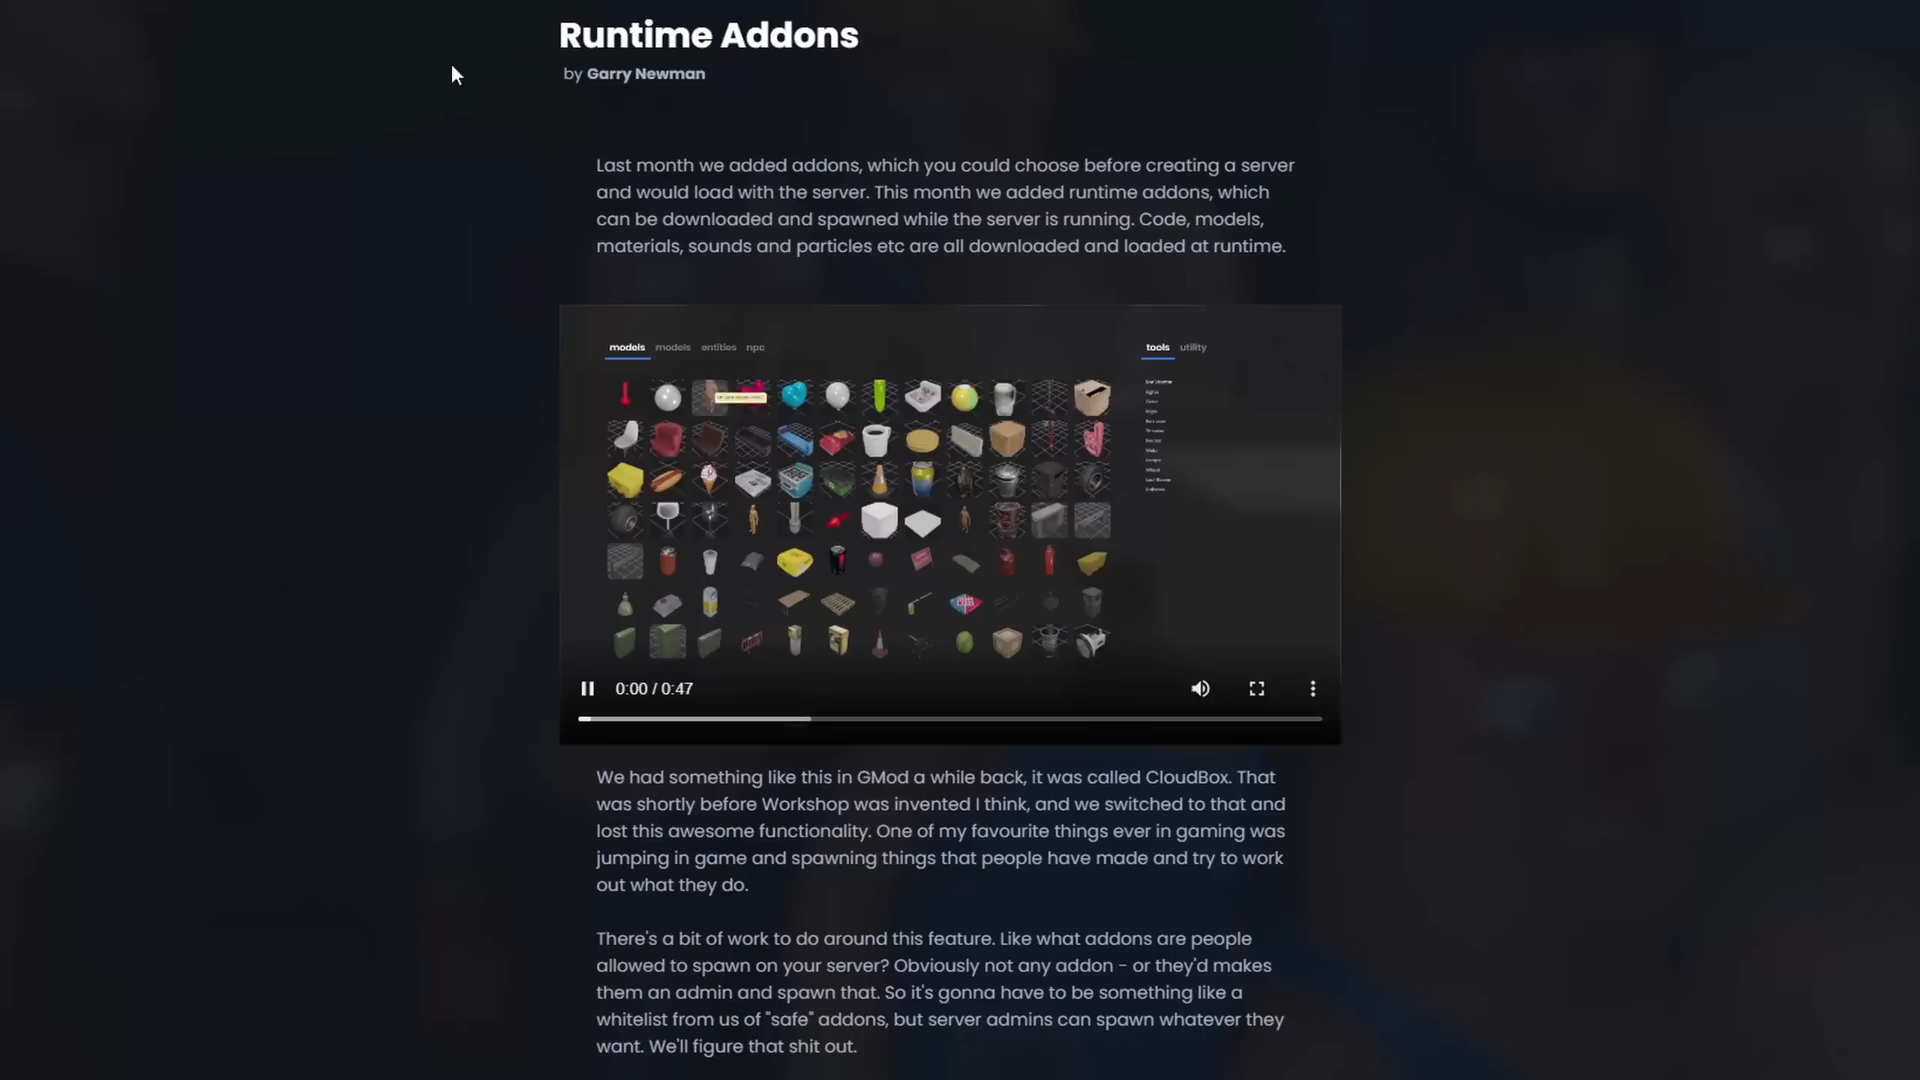 Runtime Addons
by Garry Newman
Last month we added addons, which you could choose before creating a server
and would load with the server. This month we added runtime addons, which
can be downloaded and spawned while the server is running. Code, models,
materials, sounds and particles etc are all downloaded and loaded at runtime.
models models entities npc
tools utility
0:00 / 0:47
We had something like this in GMod a while back, it was called CloudBox. That
was shortly before Workshop was invented I think, and we switched to that and
lost this awesome functionality. One of my favourite things ever in gaming was
jumping in game and spawning things that people have made and try to work
out what they do.
There's a bit of work to do around this feature. Like what addons are people
allowed to spawn on your server? Obviously not any addon - or they'd makes
them an admin and spawn that. So it's gonna have to be something like a
whitelist from us of "safe" addons, but server admins can spawn whatever they
want. We'll figure that shit out.